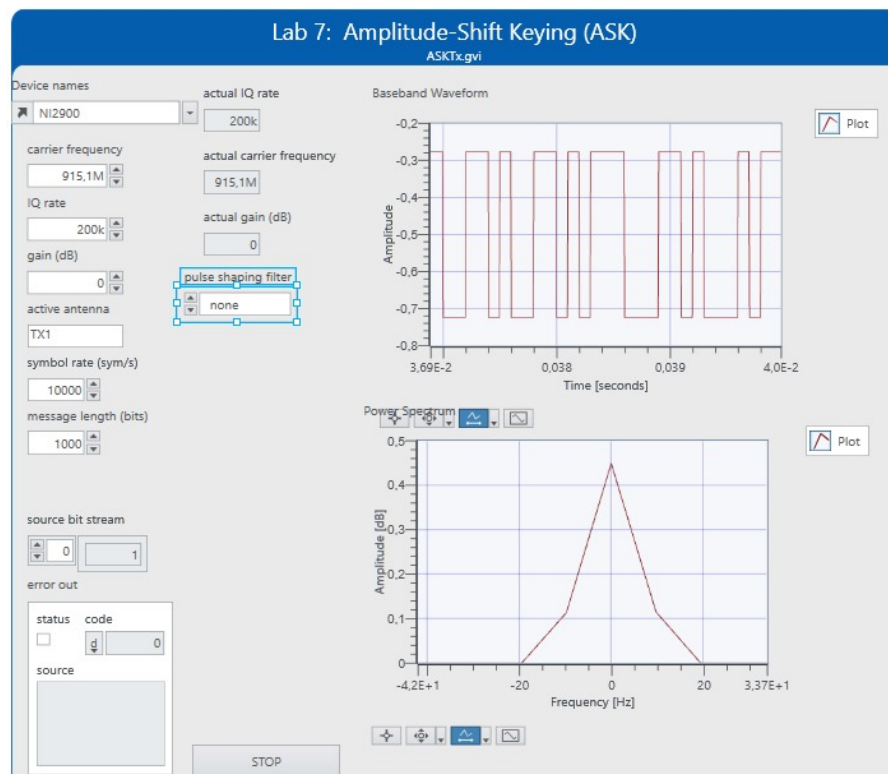 Lab 7: Amplitude-Shift Keying (ASK)
ASKTx.gvi
Device names
NI2900
carrier frequency
915,1M
IQ rate
200k
gain (dB)
0
active antenna
TX1
symbol rate (sym/s)
10000
message length (bits)
1000
source bit stream
0
1
error out
status code
d 0
source
actual IQ rate
200k
actual carrier frequency
915,1M
actual gain (dB)
0
pulse shaping filter
none
STOP
Baseband Waveform
Plot
-0,2
-0,3
-0,4
-0,5
-0,6
-0,7
-0,8
Amplitude
3,69E-2 0,038 0,039 4,0E-2
Time [seconds]
Power Spectrum
Plot
0,5
0,4
0,3
0,2
0,1
0
Amplitude [dB]
-4,2E+1 -20 0 20 3,37E+1
Frequency [Hz]